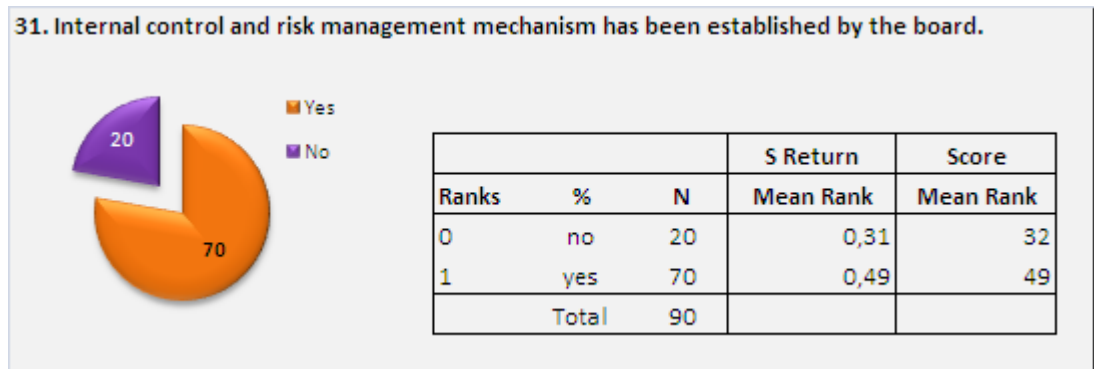 31. Internal control and risk management mechanism has been established by the board.
Yes
No
20
70
S Return Score
Ranks % N Mean Rank Mean Rank
0 no 20 0,31 32
1 yes 70 0,49 49
Total 90